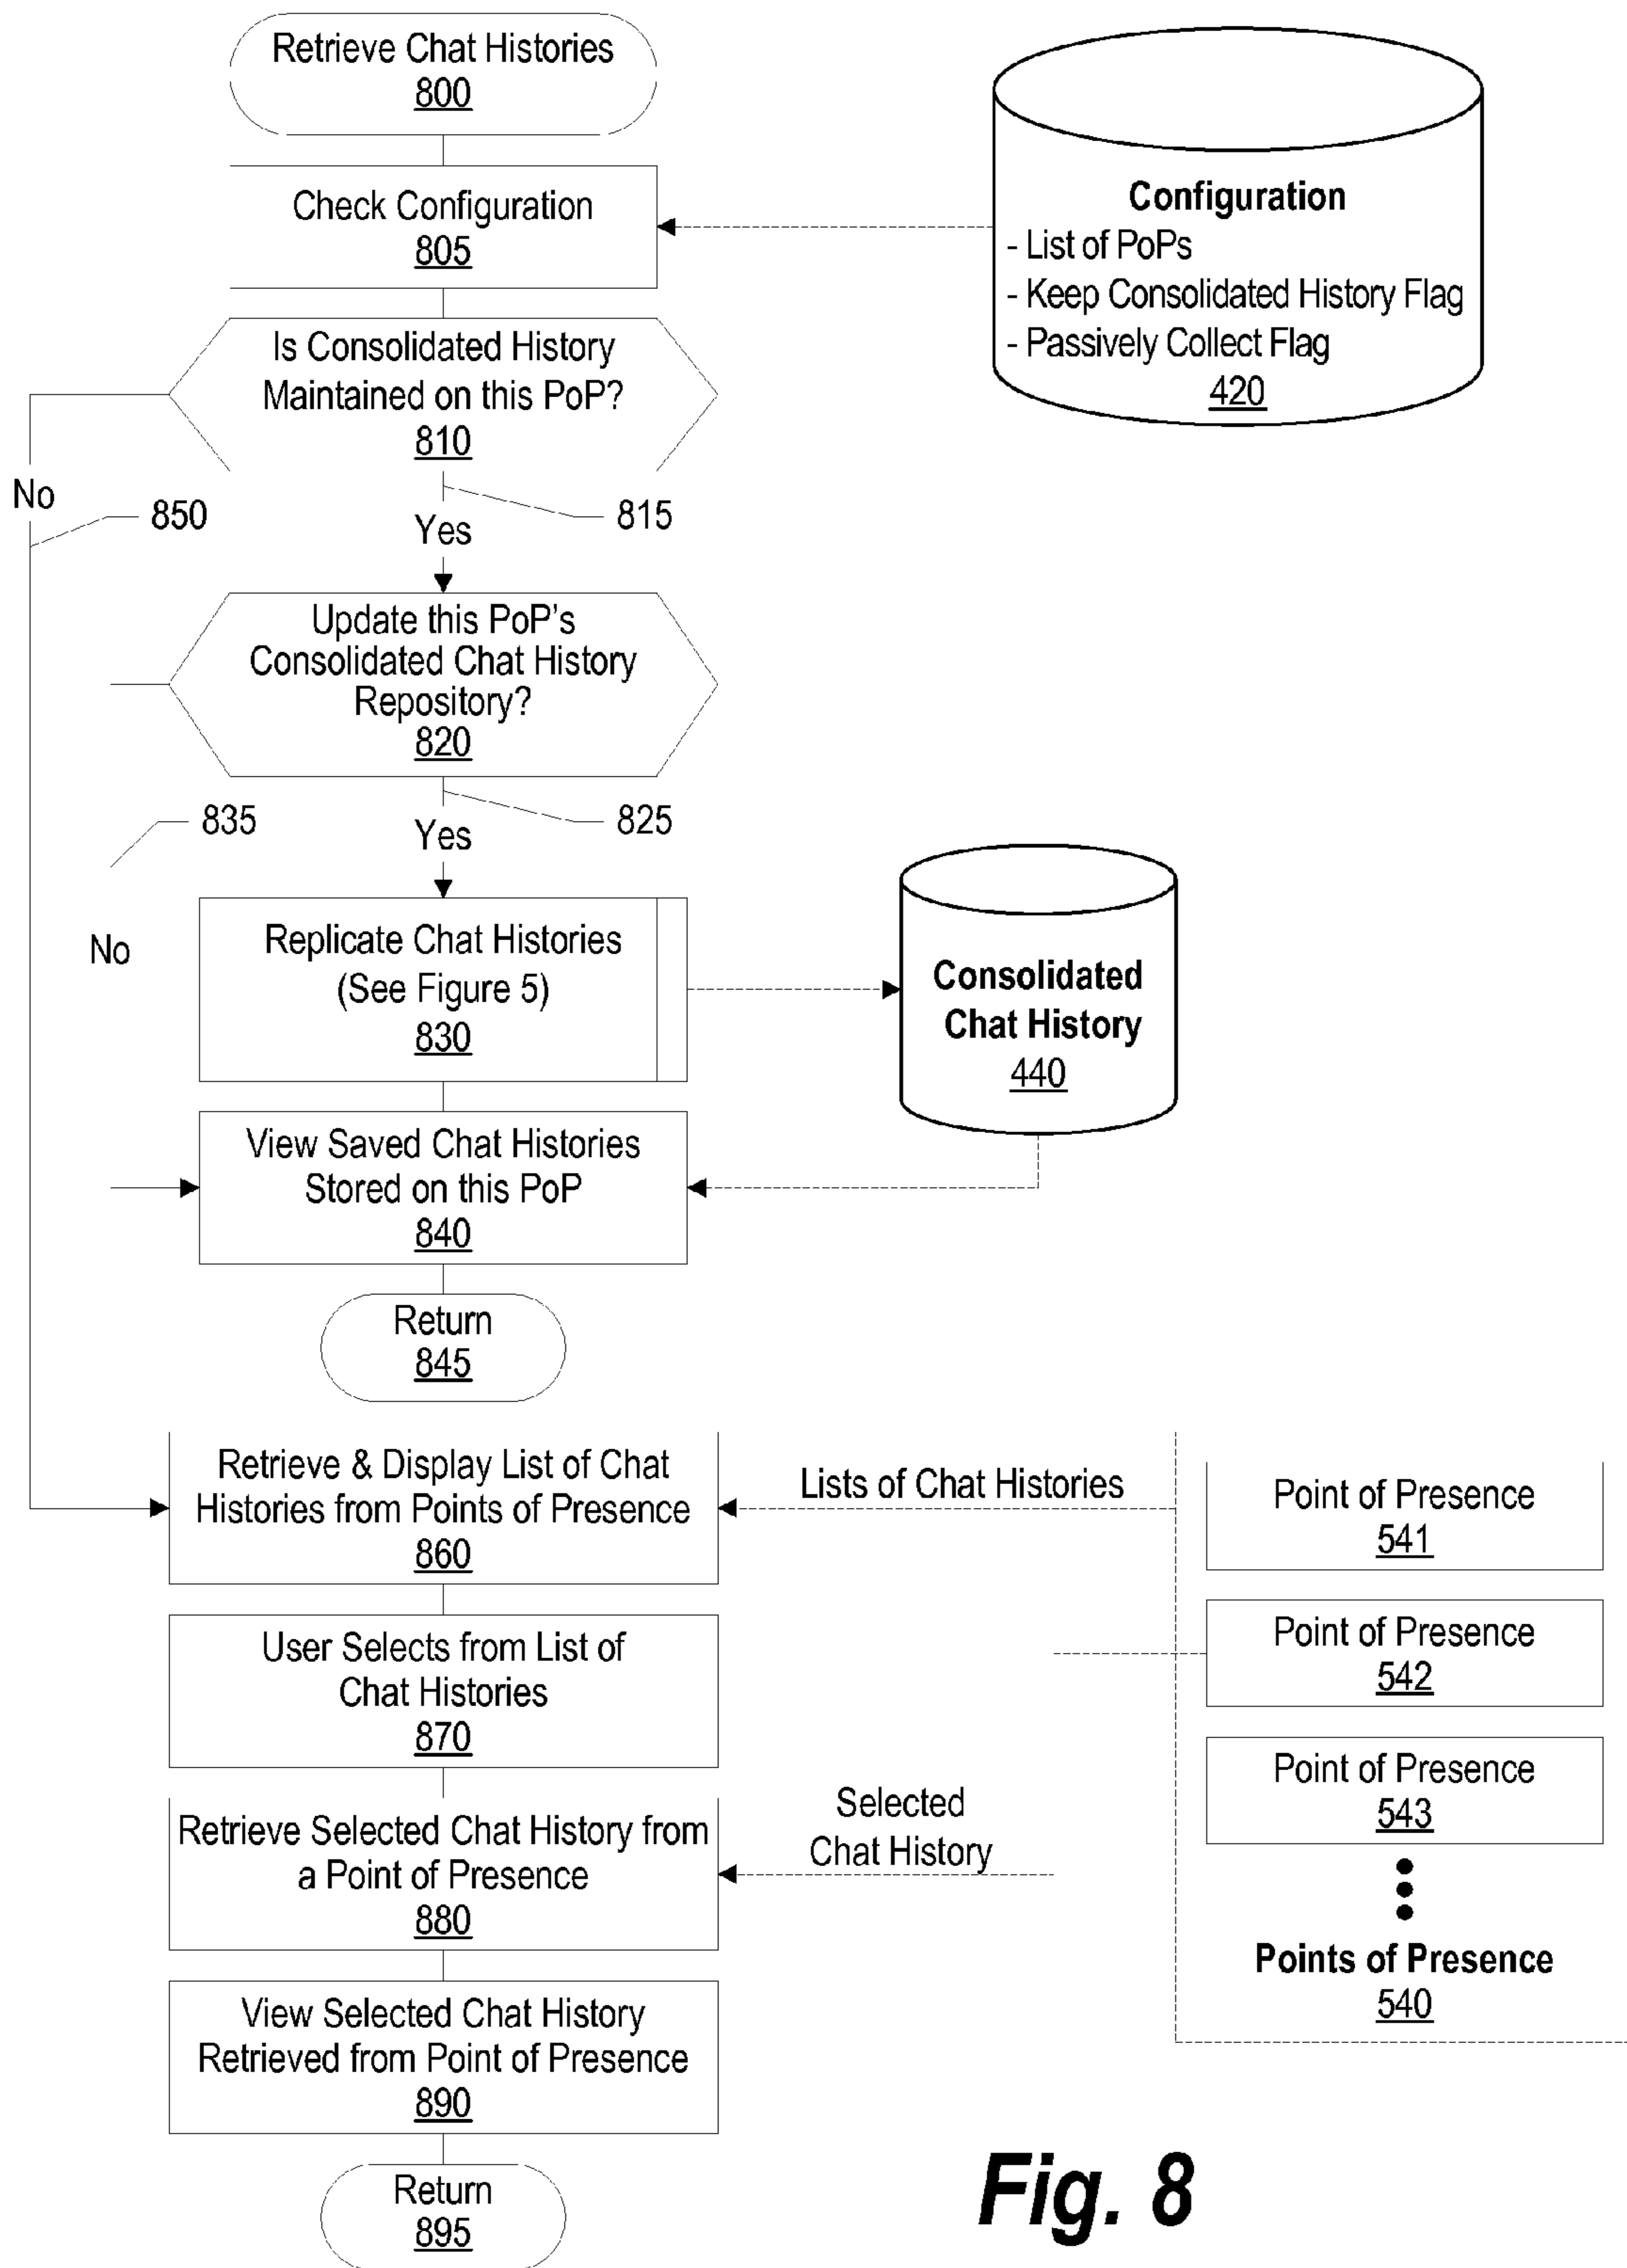 Retrieve Chat Histories
800
Check Configuration
805
Configuration
- List of PoPs
- Keep Consolidated History Flag
- Passively Collect Flag
420
Is Consolidated History
Maintained on this PoP?
810
No
850
815
Yes
Update this PoP's
Consolidated Chat History
Repository?
820
835
825
Yes
No
Replicate Chat Histories
(See Figure 5)
830
Consolidated
Chat History
440
View Saved Chat Histories
Stored on this PoP
840
Return
845
Retrieve & Display List of Chat
Histories from Points of Presence
860
Lists of Chat Histories
Point of Presence
541
User Selects from List of
Chat Histories
870
Point of Presence
542
Point of Presence
543
Retrieve Selected Chat History from
a Point of Presence
880
Selected
Chat History
Points of Presence
540
View Selected Chat History
Retrieved from Point of Presence
890
Return
895
Fig. 8